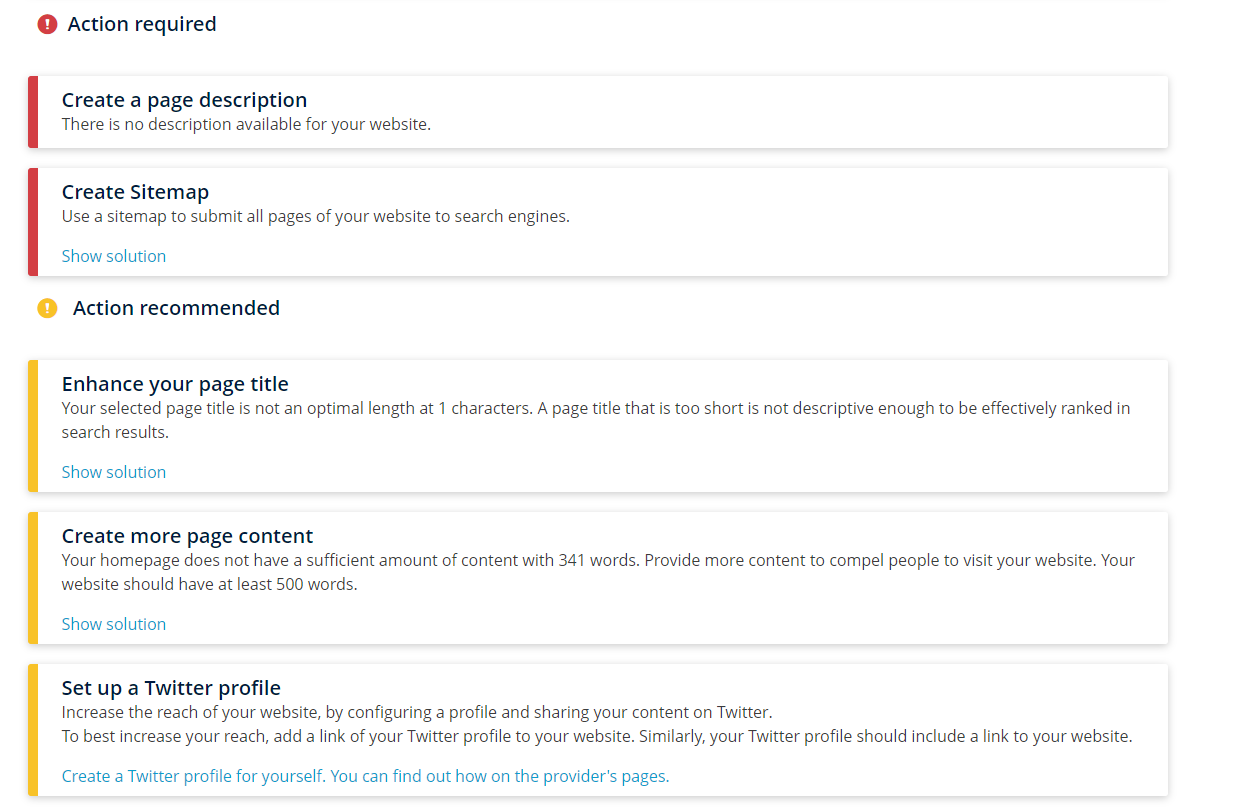 Action required
Create a page description
There is no description available for your website.
Create Sitemap
Use a sitemap to submit all pages of your website to search engines.
Show solution
Action recommended
Enhance your page title
Your selected page title is not an optimal length at 1 characters. A page title that is too short is not descriptive enough to be effectively ranked in
search results.
Show solution
Create more page content
Your homepage does not have a sufficient amount of content with 341 words. Provide more content to compel people to visit your website. Your
website should have at least 500 words.
Show solution
Set up a Twitter profile
Increase the reach of your website, by configuring a profile and sharing your content on Twitter.
To best increase your reach, add a link of your Twitter profile to your website. Similarly, your Twitter profile should include a link to your website.
Create a Twitter profile for yourself. You can find out how on the provider's pages.